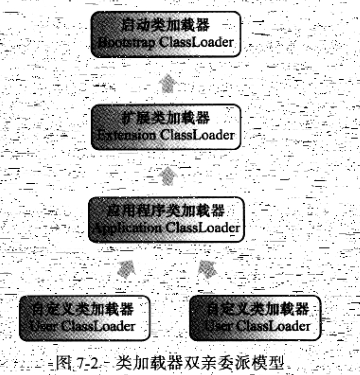 启动类加载器
Bootstrap ClassLoader
扩展类加载器
Extension ClassLoader
应用程序类加载器
Application ClassLoader
自定义类加载器
User ClassLoader
自定义类加载器
User ClassLoader
图 7-2 类加载器双亲委派模型